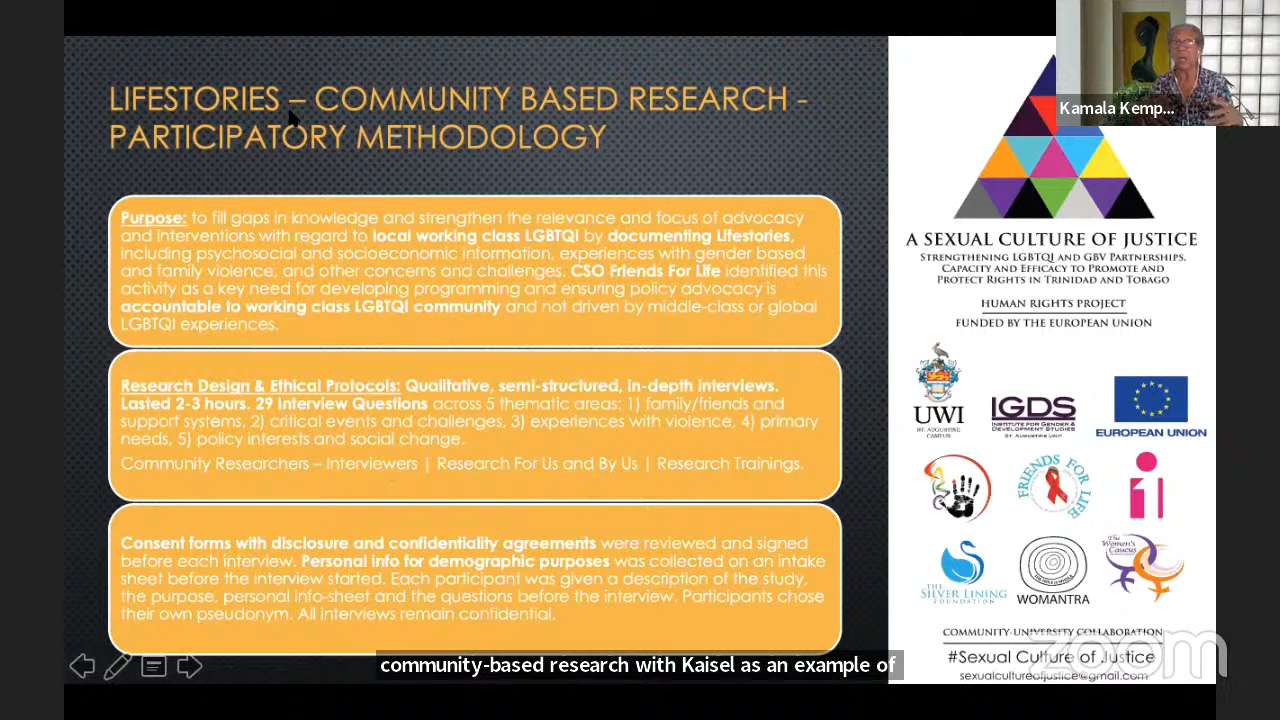 LIFESTORIES – COMMUNITY BASED RESEARCH -
PARTICIPATORY METHODOLOGY
Purpose: to fill gaps in knowledge and strengthen the relevance and focus of advocacy
and interventions with regard to local working class LGBTQI by documenting Lifestories,
including psychosocial and socioeconomic information, experiences with gender based
and family violence, and other concerns and challenges. CSO Friends For Life identified this
activity as a key need for developing programming and ensuring policy advocacy is
accountable to working class LGBTQI community and not driven by middle-class or global
LGBTQI experiences.
Research Design & Ethical Protocols: Qualitative, semi-structured, in-depth interviews.
Lasted 2-3 hours. 29 Interview Questions across 5 thematic areas: 1) family/friends and
support systems, 2) critical events and challenges, 3) experiences with violence, 4) primary
needs, 5) policy interests and social change.
Community Researchers – Interviewers | Research For Us and By Us | Research Trainings.
Consent forms with disclosure and confidentiality agreements were reviewed and signed
before each interview. Personal info for demographic purposes was collected on an intake
sheet before the interview started. Each participant was given a description of the study,
the purpose, personal info-sheet and the questions before the interview. Participants chose
their own pseudonym. All interviews remain confidential.
community-based research with Kaisel as an example of
Kamala Kemp...
A SEXUAL CULTURE OF JUSTICE
STRENGTHENING LGBTQI AND GBV PARTNERSHIPS,
CAPACITY AND EFFICACY TO PROMOTE AND
PROTECT RIGHTS IN TRINIDAD AND TOBAGO
HUMAN RIGHTS PROJECT
FUNDED BY THE EUROPEAN UNION
UWI
ST. AUGUSTINE
CAMPUS
IGDS
INSTITUTE FOR GENDER &
DEVELOPMENT STUDIES
ST. AUGUSTINE UNIT
EUROPEAN UNION
FRIENDS FOR LIFE
THE
SILVER LINING
FOUNDATION
WOMANTRA
The Women's
Caucus
COMMUNITY-UNIVERSITY COLLABORATION
#Sexual Culture of Justice
sexualcultureofjustice@gmail.com
zoom